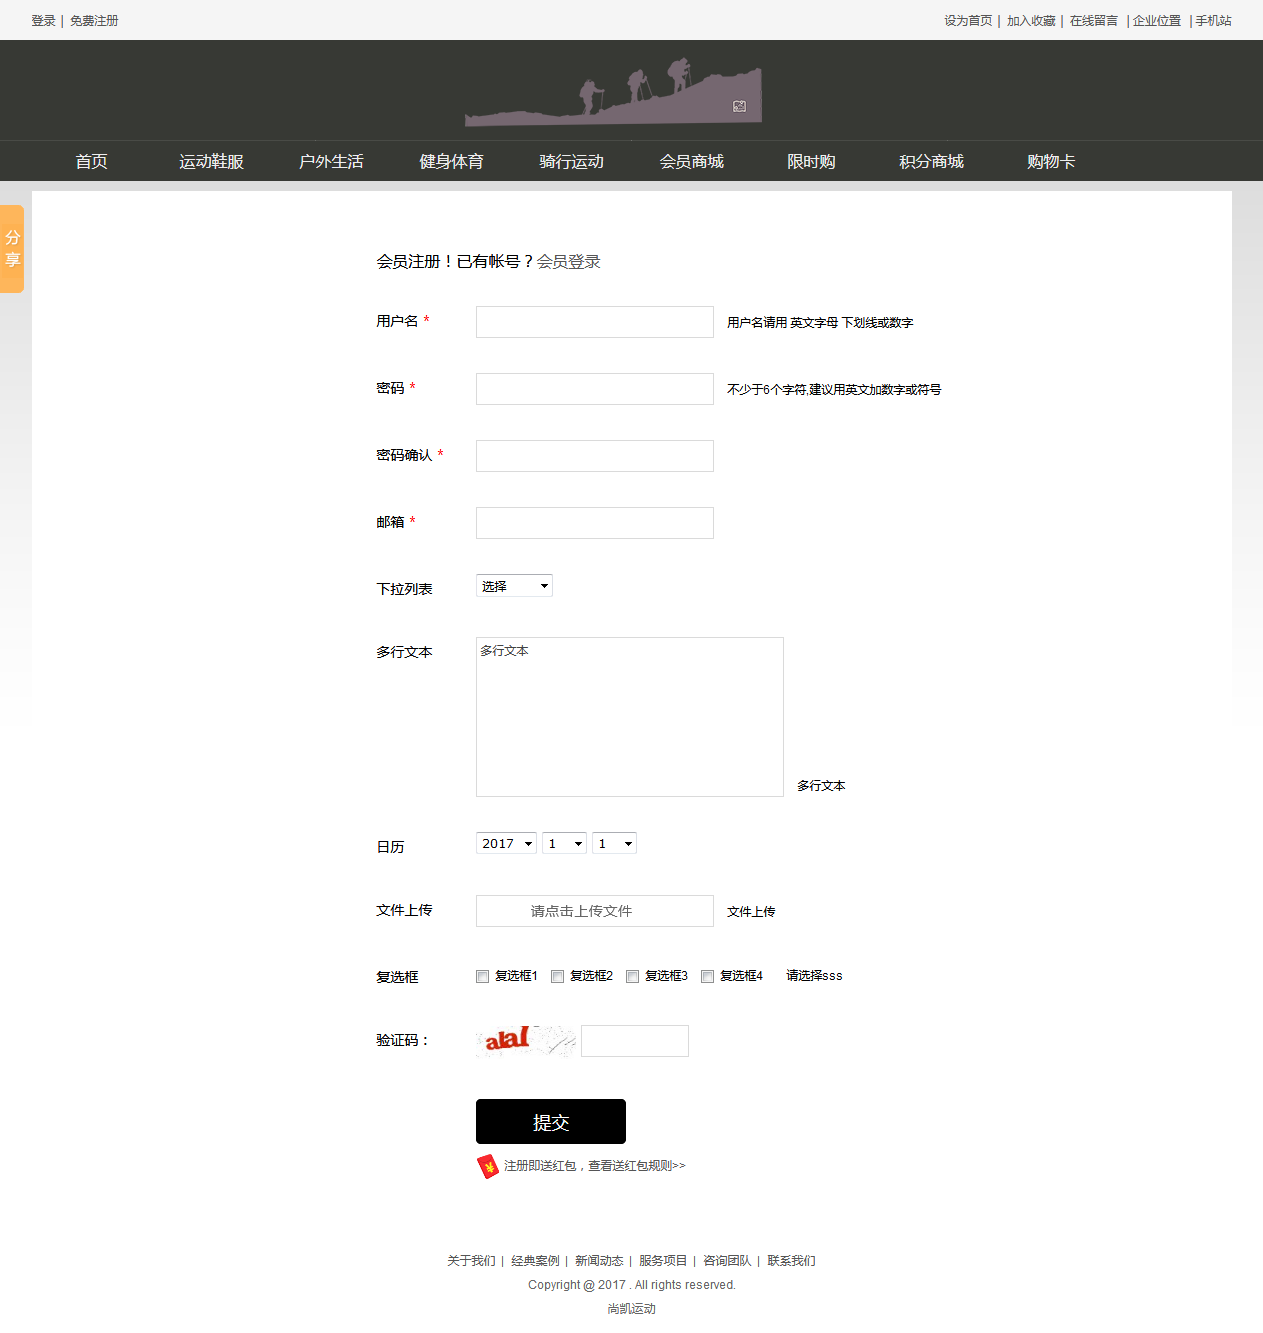 登录 | 免费注册
设为首页 | 加入收藏 | 在线留言 | 企业位置 | 手机站
首页 运动鞋服 户外生活 健身体育 骑行运动 会员商城 限时购 积分商城 购物卡
分享
会员注册！已有帐号？会员登录
用户名 * 用户名请用 英文字母 下划线或数字
密码 * 不少于6个字符,建议用英文加数字或符号
密码确认 *
邮箱 *
下拉列表 选择
多行文本 多行文本
多行文本
日历 2017 1 1
文件上传 请点击上传文件 文件上传
复选框 复选框1 复选框2 复选框3 复选框4 请选择sss
验证码：
提交
注册即送红包，查看送红包规则>>
关于我们 | 经典案例 | 新闻动态 | 服务项目 | 咨询团队 | 联系我们
Copyright @ 2017 . All rights reserved.
尚凯运动